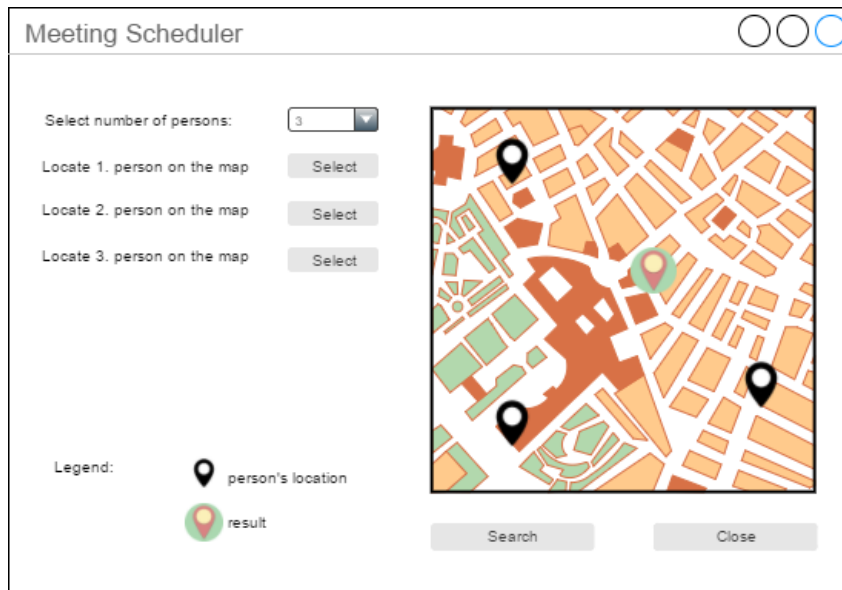 Meeting Scheduler
Select number of persons: 3
Locate 1. person on the map Select
Locate 2. person on the map Select
Locate 3. person on the map Select
Legend:
person's location
result
Search Close